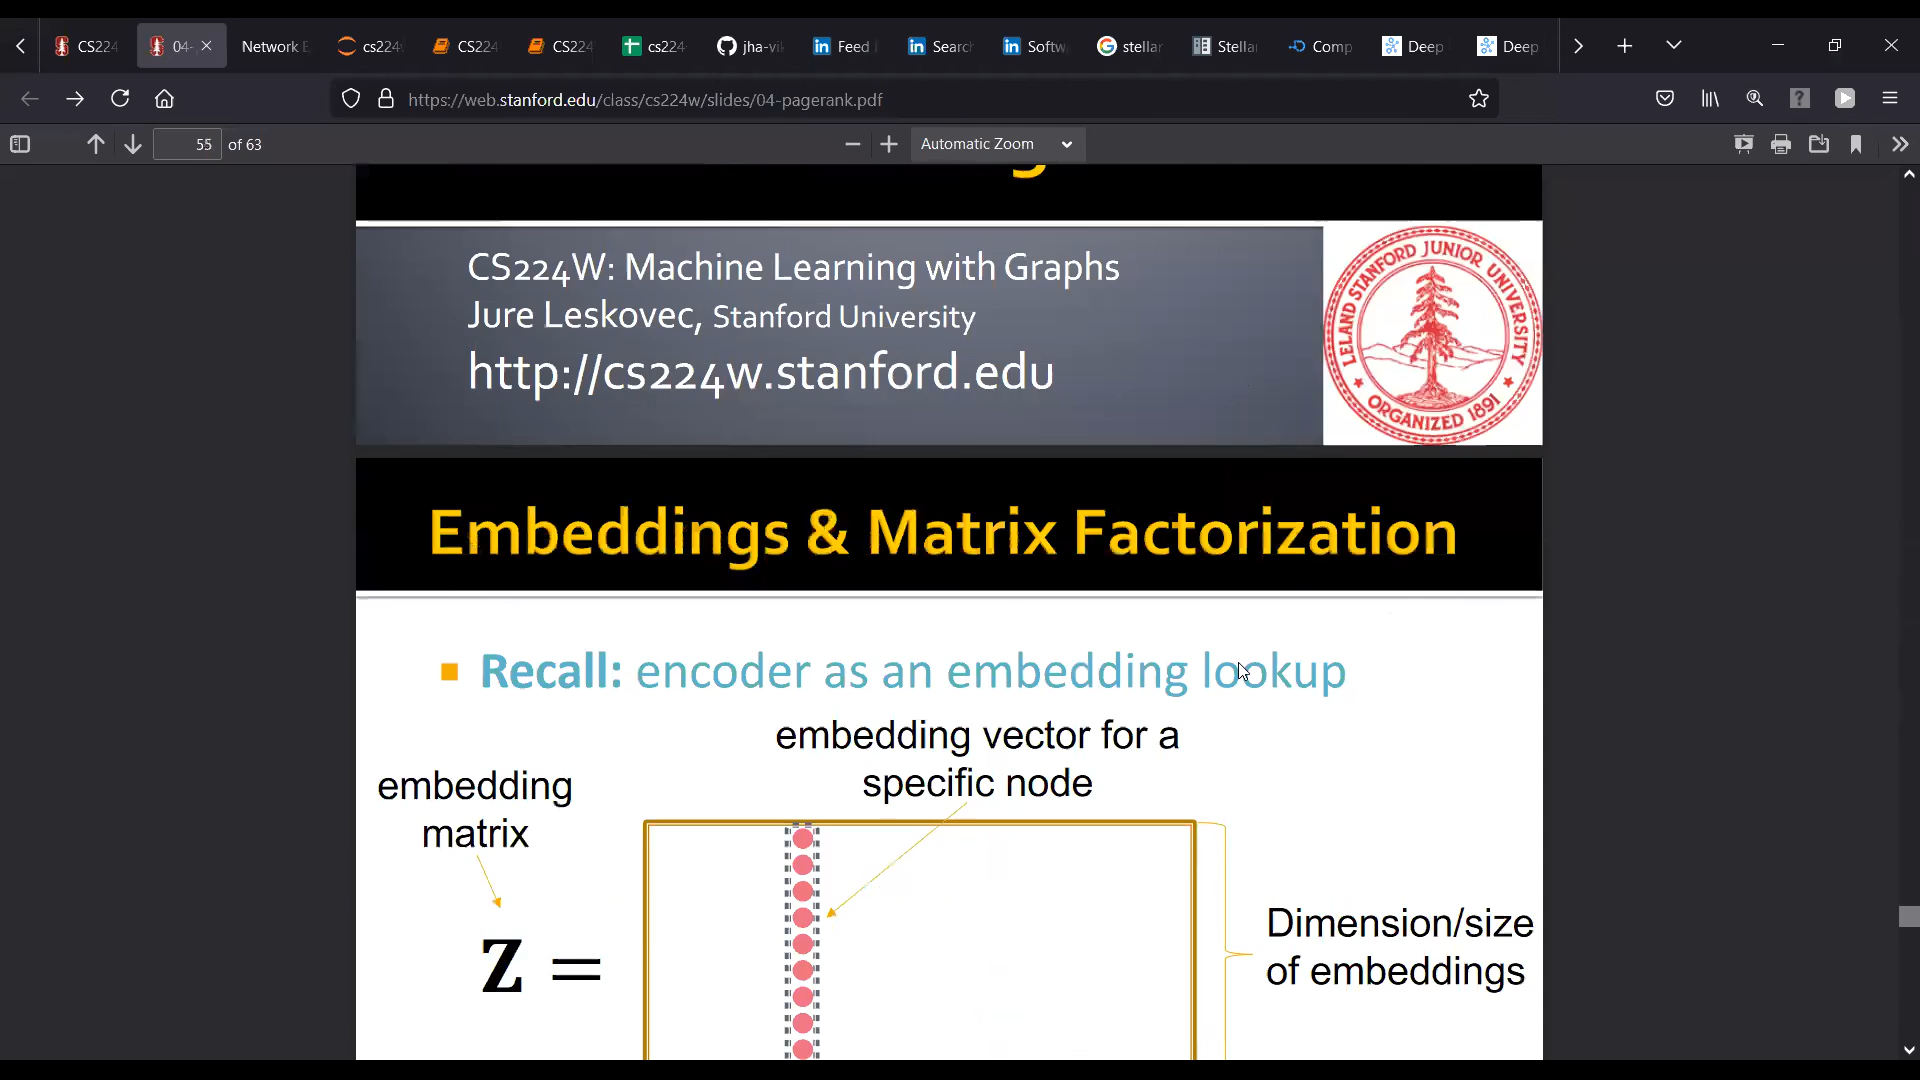 CS224
04-
Network E
cs224
CS224
CS224
cs224
jha-vi
Feed
Search
Softw
stellar
Stella
Comp
Deep
Deep
https://web.stanford.edu/class/cs224w/slides/04-pagerank.pdf
55 of 63
Automatic Zoom
CS224W: Machine Learning with Graphs
Jure Leskovec, Stanford University
http://cs224w.stanford.edu
LELAND STANFORD JUNIOR UNIVERSITY
ORGANIZED 1891
Embeddings & Matrix Factorization
Recall: encoder as an embedding lookup
embedding vector for a
specific node
embedding
matrix
Z =
Dimension/size
of embeddings